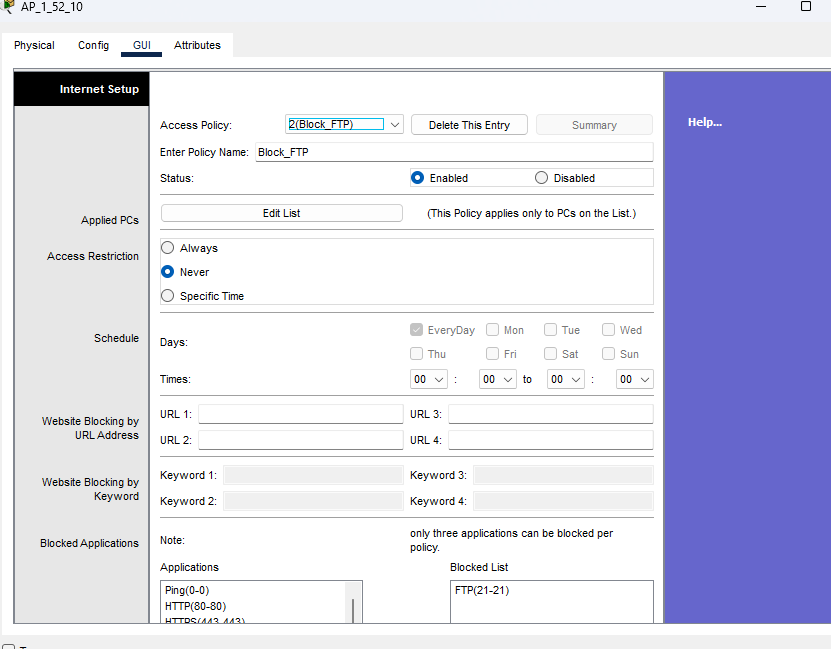 AP_1_52_10
Physical Config GUI Attributes
Internet Setup
Help...
Access Policy: 2(Block_FTP) Delete This Entry Summary
Enter Policy Name: Block_FTP
Status: Enabled Disabled
Applied PCs Edit List (This Policy applies only to PCs on the List.)
Access Restriction Always
Never
Specific Time
Schedule Days: EveryDay Mon Tue Wed
Thu Fri Sat Sun
Times: 00 : 00 to 00 : 00
Website Blocking by
URL Address
URL 1: URL 3:
URL 2: URL 4:
Website Blocking by
Keyword
Keyword 1: Keyword 3:
Keyword 2: Keyword 4:
Blocked Applications Note: only three applications can be blocked per
policy.
Applications Blocked List
Ping(0-0) FTP(21-21)
HTTP(80-80)
HTTPS(443-443)